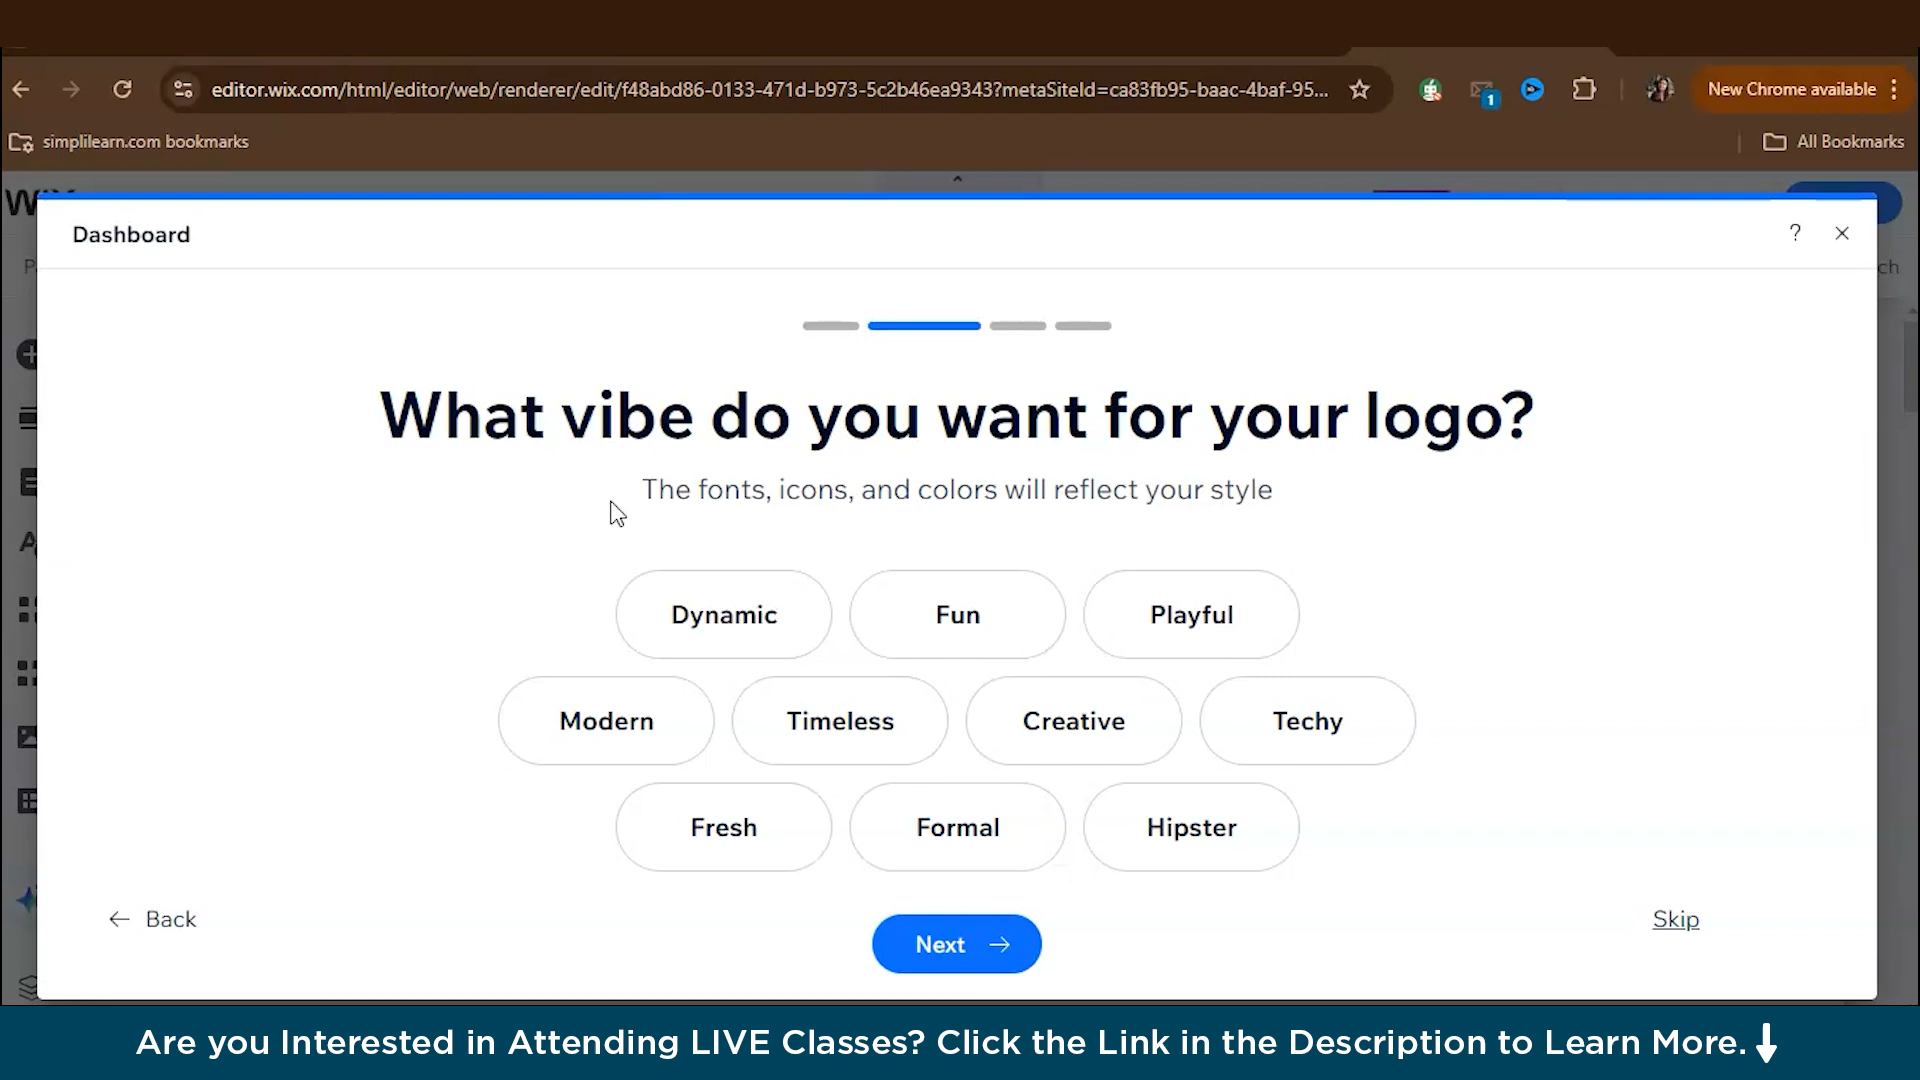 editor.wix.com/html/editor/web/renderer/edit/f48abd86-0133-471d-b973-5c2b46ea9343?metaSiteId=ca83fb95-baac-4baf-95...
1
New Chrome available
simplilearn.com bookmarks
All Bookmarks
Dashboard
?
What vibe do you want for your logo?
The fonts, icons, and colors will reflect your style
Dynamic
Fun
Playful
Modern
Timeless
Creative
Techy
Fresh
Formal
Hipster
Back
Next
Skip
Are you Interested in Attending LIVE Classes? Click the Link in the Description to Learn More.